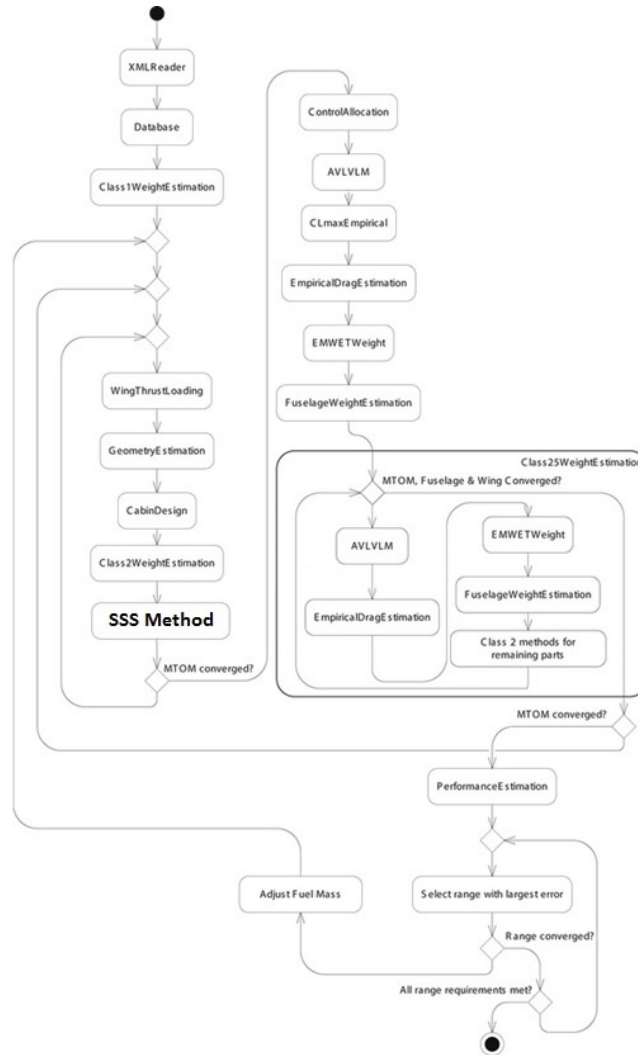 XMLReader
Database
Class1WeightEstimation
WingThrustLoading
GeometryEstimation
CabinDesign
Class2WeightEstimation
SSS Method
MTOM converged?
ControlAllocation
AVLVLM
CLmaxEmpirical
EmpiricalDragEstimation
EMWETWeight
FuselageWeightEstimation
Class25WeightEstimation
MTOM, Fuselage & Wing Converged?
AVLVLM
EmpiricalDragEstimation
EMWETWeight
FuselageWeightEstimation
Class 2 methods for
remaining parts
MTOM converged?
PerformanceEstimation
Select range with largest error
Adjust Fuel Mass
Range converged?
All range requirements met?